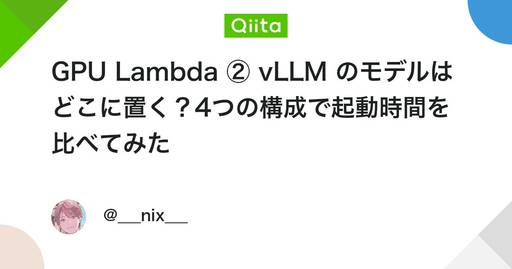 Qiita
GPU Lambda ② vLLM のモデルは
どこに置く？4つの構成で起動時間を
比べてみた
@__nix__